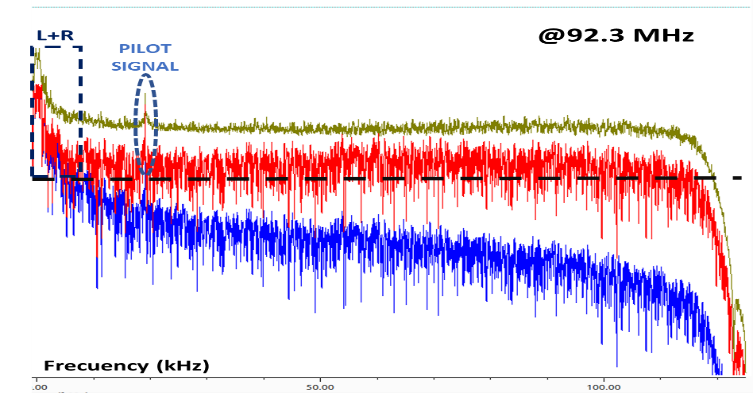 L+R
@92.3 MHz
PILOT
SIGNAL
Frecuency (kHz)
.00
50.00
100.00